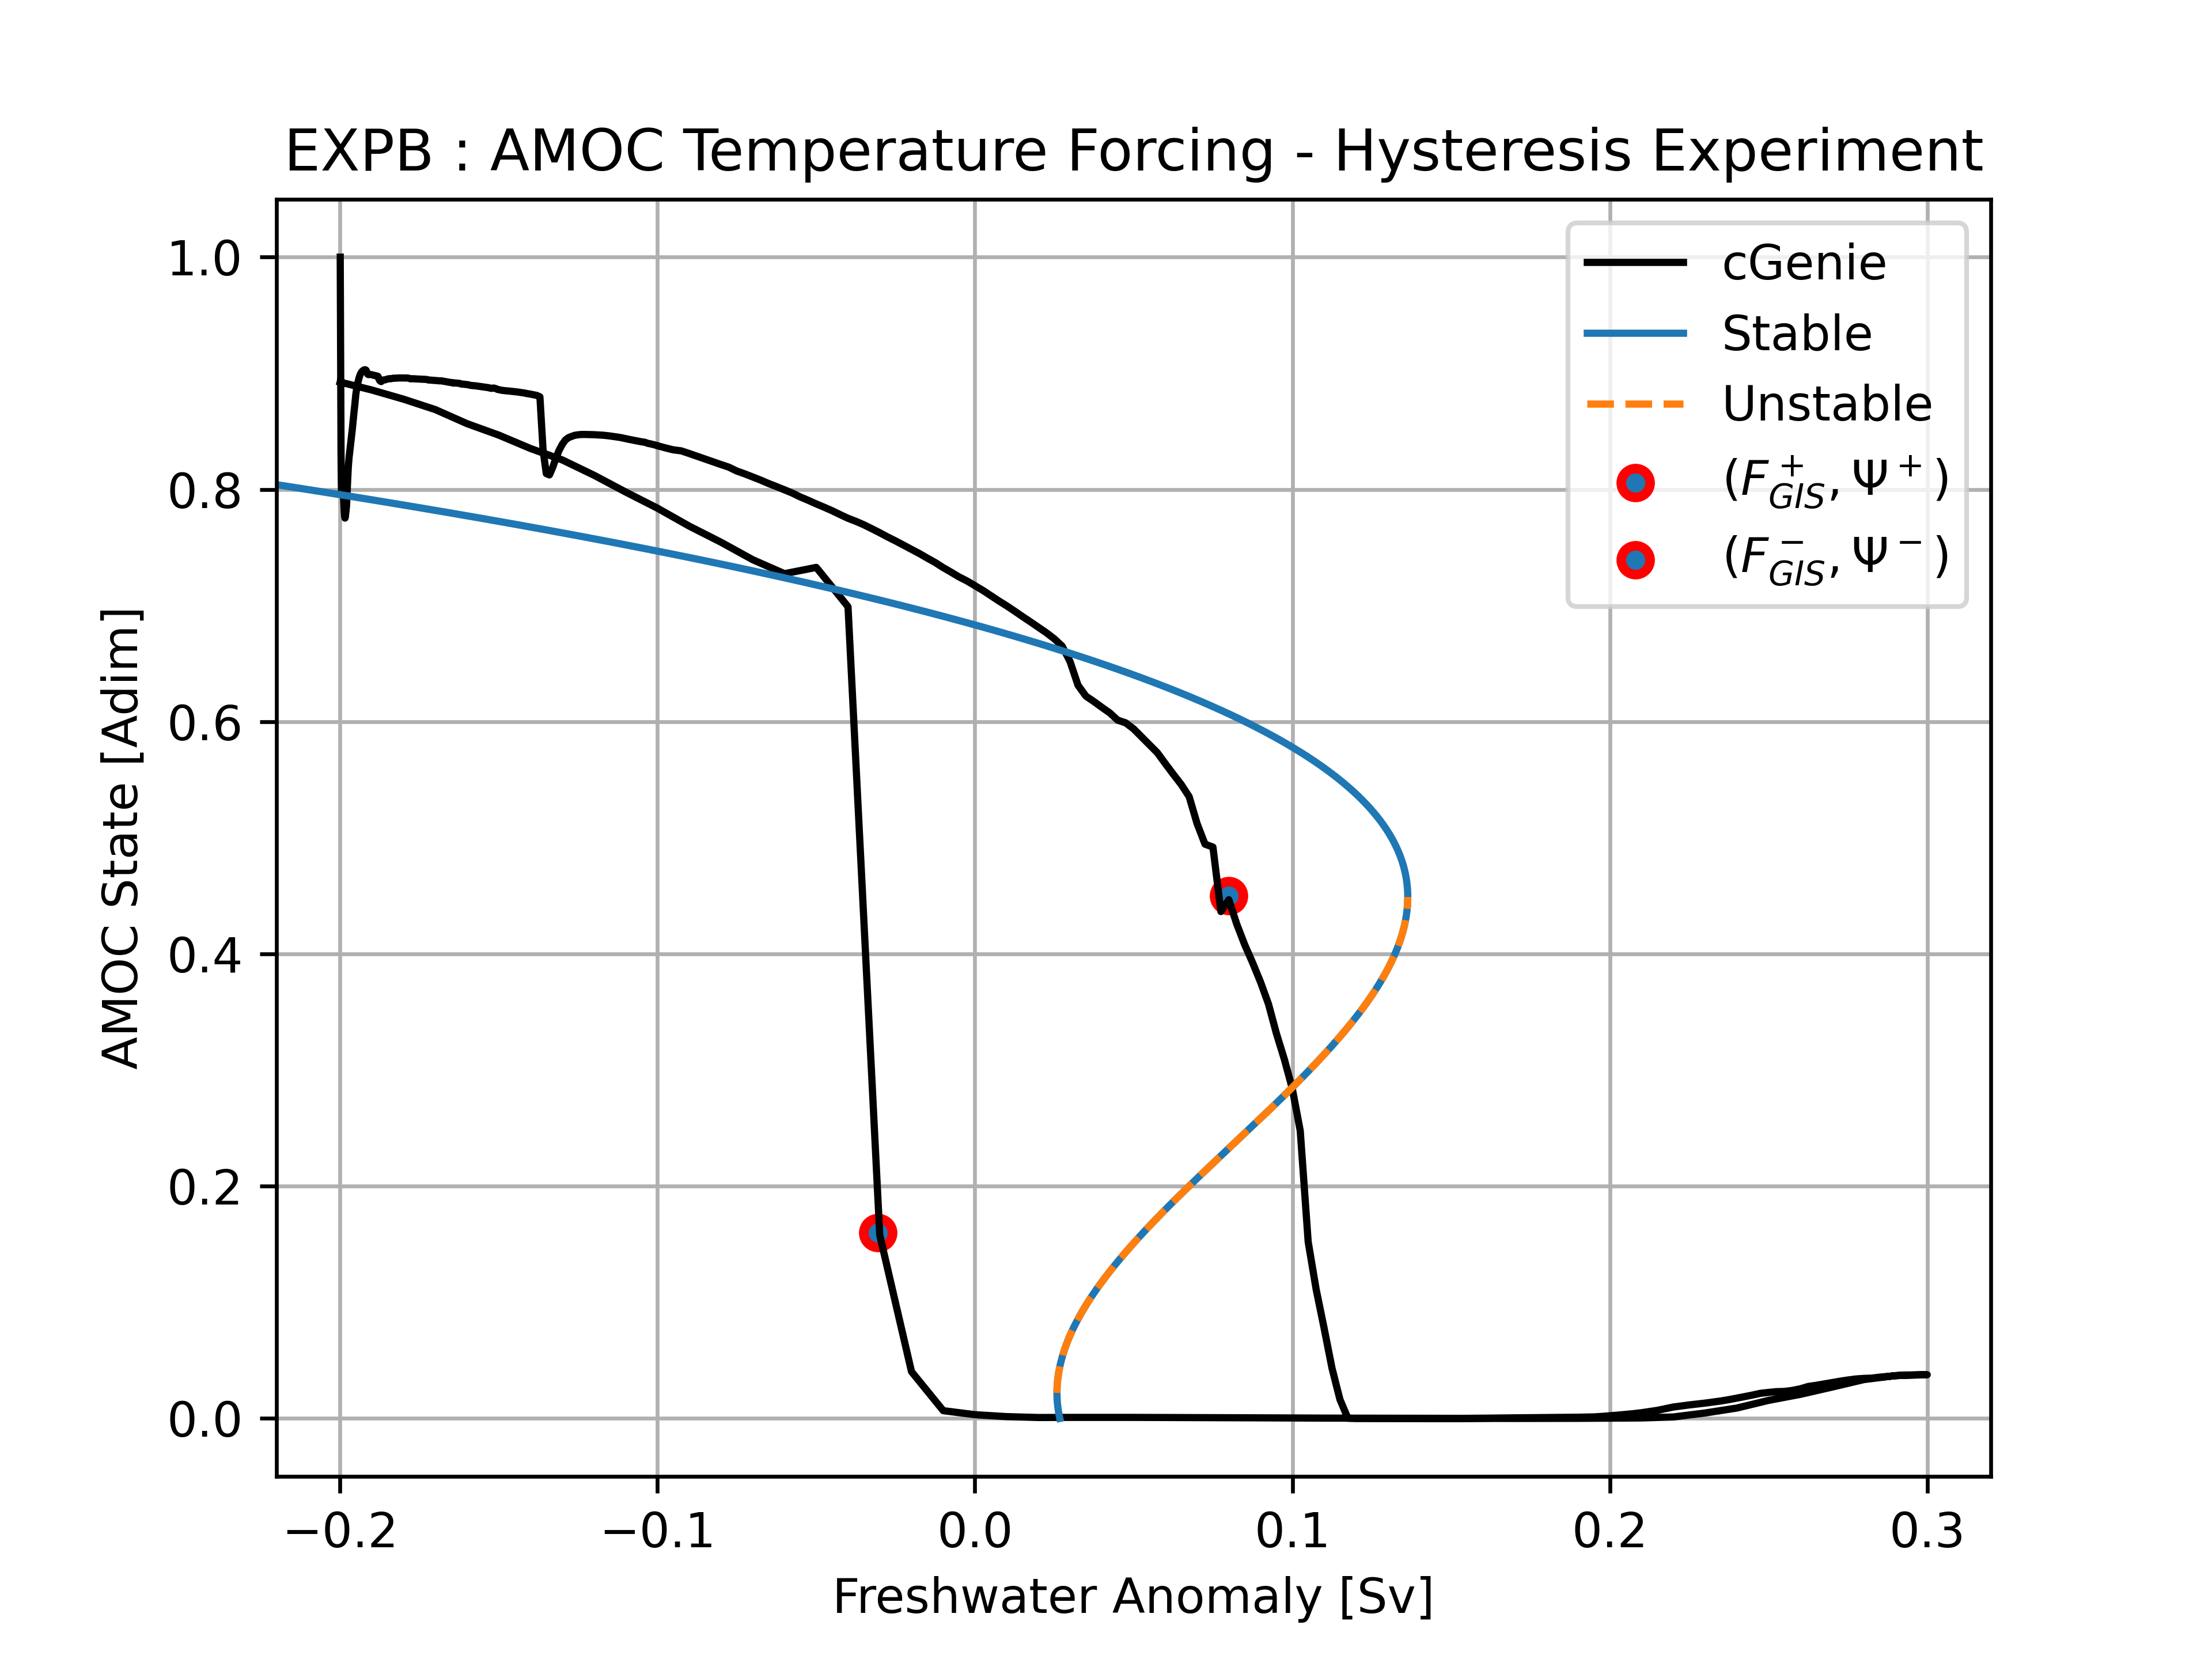 EXPB : AMOC Temperature Forcing - Hysteresis Experiment
1.0
0.8
0.6
0.4
0.2
0.0
AMOC State [Adim]
cGenie
Stable
Unstable
(F⁺_GIS, Ψ⁺)
(F⁻_GIS, Ψ⁻)
−0.2 −0.1 0.0 0.1 0.2 0.3
Freshwater Anomaly [Sv]